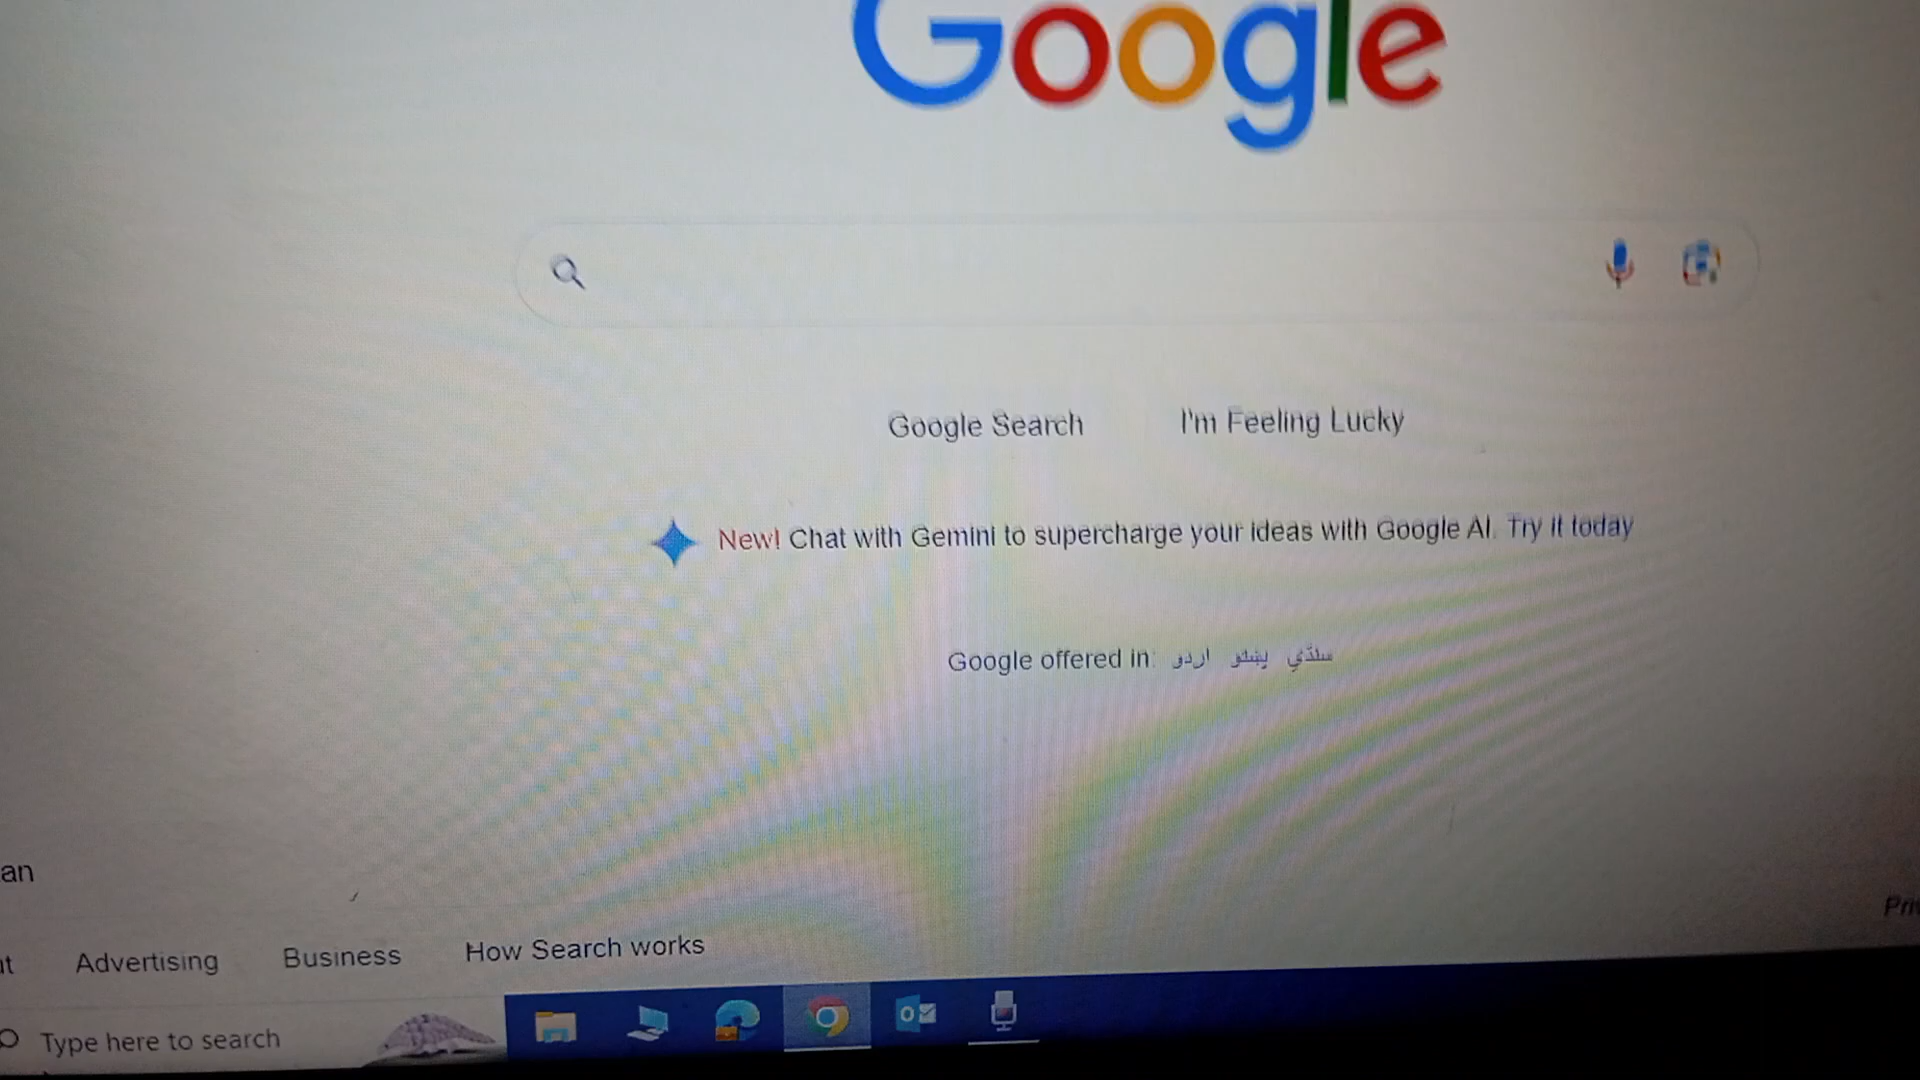 Google
Google Search I'm Feeling Lucky
New! Chat with Gemini to supercharge your ideas with Google AI. Try it today
Google offered in: اردو پښتو سنڌي
an
Advertising Business How Search works
Type here to search